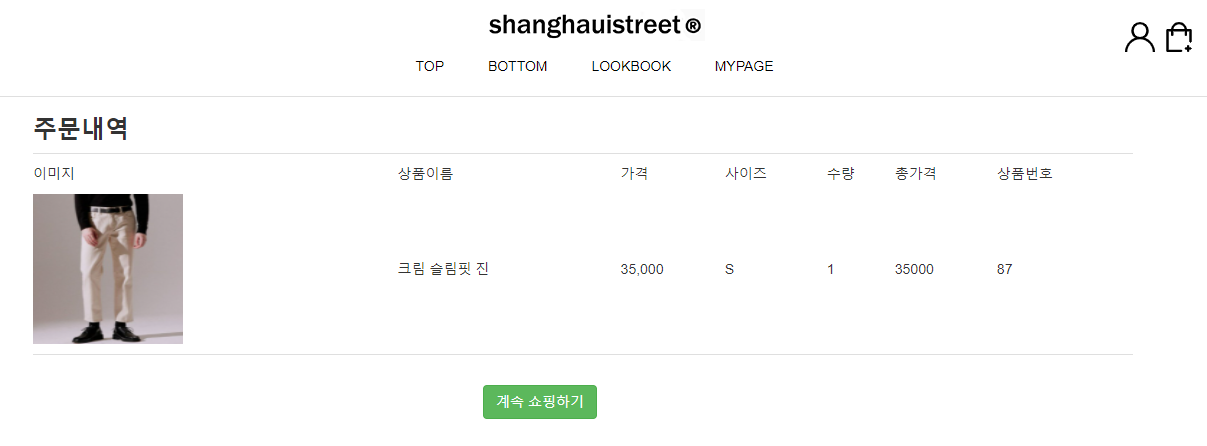 shanghauistreet ®
TOP BOTTOM LOOKBOOK MYPAGE
주문내역
이미지 상품이름 가격 사이즈 수량 총가격 상품번호
크림 슬림핏 진 35,000 S 1 35000 87
계속 쇼핑하기